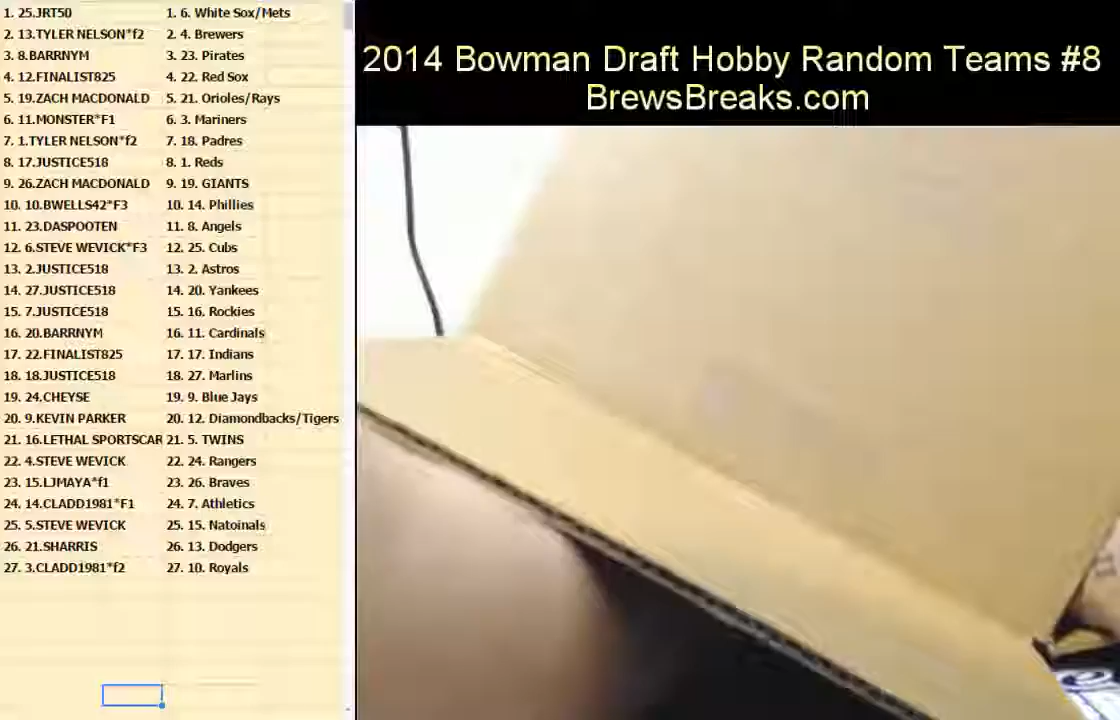 1. 25.JRT50 1. 6. White Sox/Mets
2. 13.TYLER NELSON*f2 2. 4. Brewers
3. 8.BARRNYM 3. 23. Pirates
4. 12.FINALIST825 4. 22. Red Sox
5. 19.ZACH MACDONALD 5. 21. Orioles/Rays
6. 11.MONSTER*F1 6. 3. Mariners
7. 1.TYLER NELSON*f2 7. 18. Padres
8. 17.JUSTICE518 8. 1. Reds
9. 26.ZACH MACDONALD 9. 19. GIANTS
10. 10.BWELLS42*F3 10. 14. Phillies
11. 23.DASPOOTEN 11. 8. Angels
12. 6.STEVE WEVICK*F3 12. 25. Cubs
13. 2.JUSTICE518 13. 2. Astros
14. 27.JUSTICE518 14. 20. Yankees
15. 7.JUSTICE518 15. 16. Rockies
16. 20.BARRNYM 16. 11. Cardinals
17. 22.FINALIST825 17. 17. Indians
18. 18.JUSTICE518 18. 27. Marlins
19. 24.CHEYSE 19. 9. Blue Jays
20. 9.KEVIN PARKER 20. 12. Diamondbacks/Tigers
21. 16.LETHAL SPORTSCAR 21. 5. TWINS
22. 4.STEVE WEVICK 22. 24. Rangers
23. 15.LJMAYA*f1 23. 26. Braves
24. 14.CLADD1981*F1 24. 7. Athletics
25. 5.STEVE WEVICK 25. 15. Natoinals
26. 21.SHARRIS 26. 13. Dodgers
27. 3.CLADD1981*f2 27. 10. Royals
2014 Bowman Draft Hobby Random Teams #8
BrewsBreaks.com